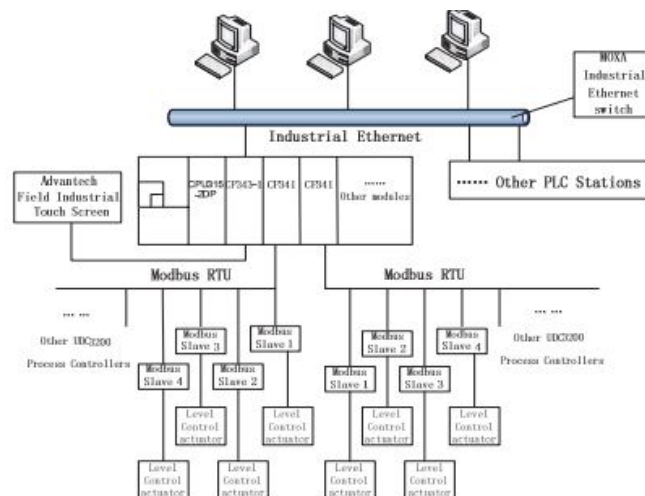 MOXA
Industrial
Ethernet
switch
Industrial Ethernet
Advantech
Field Industrial
Touch Screen
CPU315
-2DP
CP343-1
CP341
CP341
……
Other modules
…… Other PLC Stations
Modbus RTU
Modbus RTU
…… 
Other UDC3200
Process Controllers
Modbus
Slave 4
Modbus
Slave 3
Modbus
Slave 2
Modbus
Slave 1
Modbus
Slave 1
Modbus
Slave 2
Modbus
Slave 3
Modbus
Slave 4
……
Other UDC3200
Process Controllers
Level
Control
actuator
Level
Control
actuator
Level
Control
actuator
Level
Control
actuator
Level
Control
actuator
Level
Control
actuator
Level
Control
actuator
Level
Control
actuator